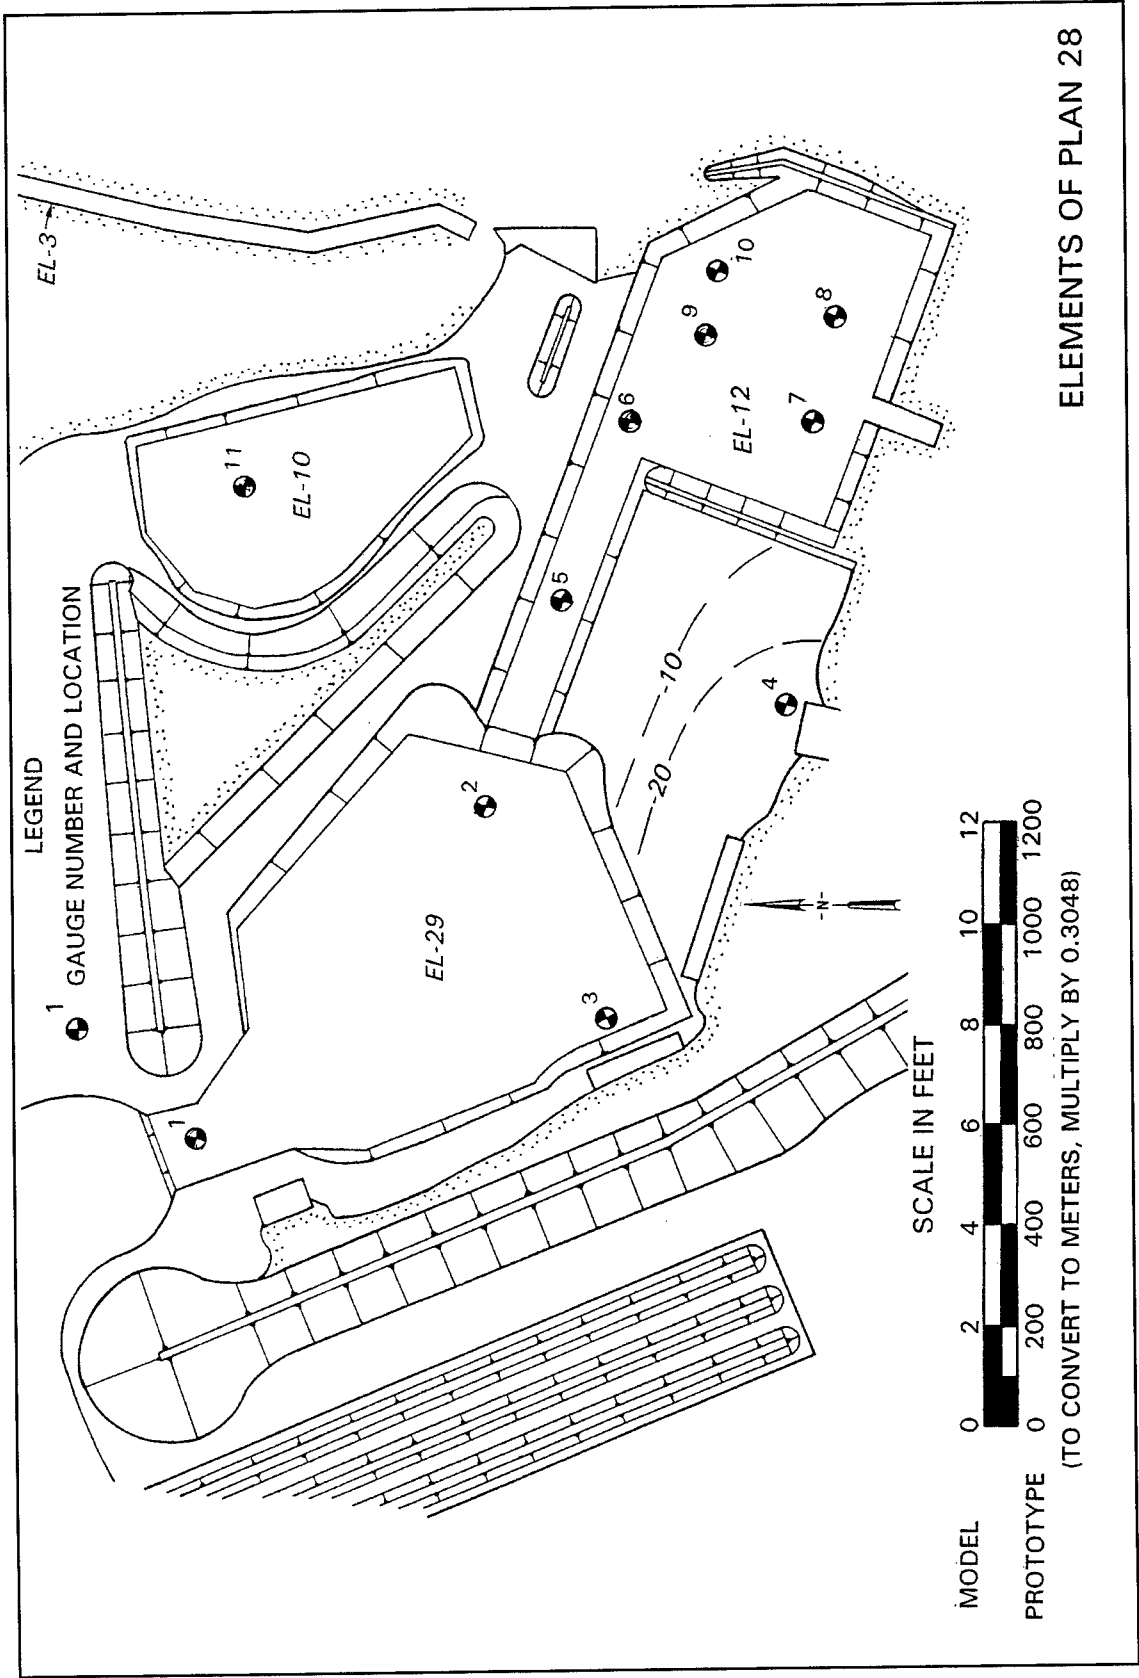 LEGEND
1 GAUGE NUMBER AND LOCATION
EL-3
1
2
3
4
5
6
7
8
9
10
11
EL-10
EL-29
EL-12
-10
-20
-N-
SCALE IN FEET
MODEL 0 2 4 6 8 10 12
PROTOTYPE 0 200 400 600 800 1000 1200
(TO CONVERT TO METERS, MULTIPLY BY 0.3048)
ELEMENTS OF PLAN 28